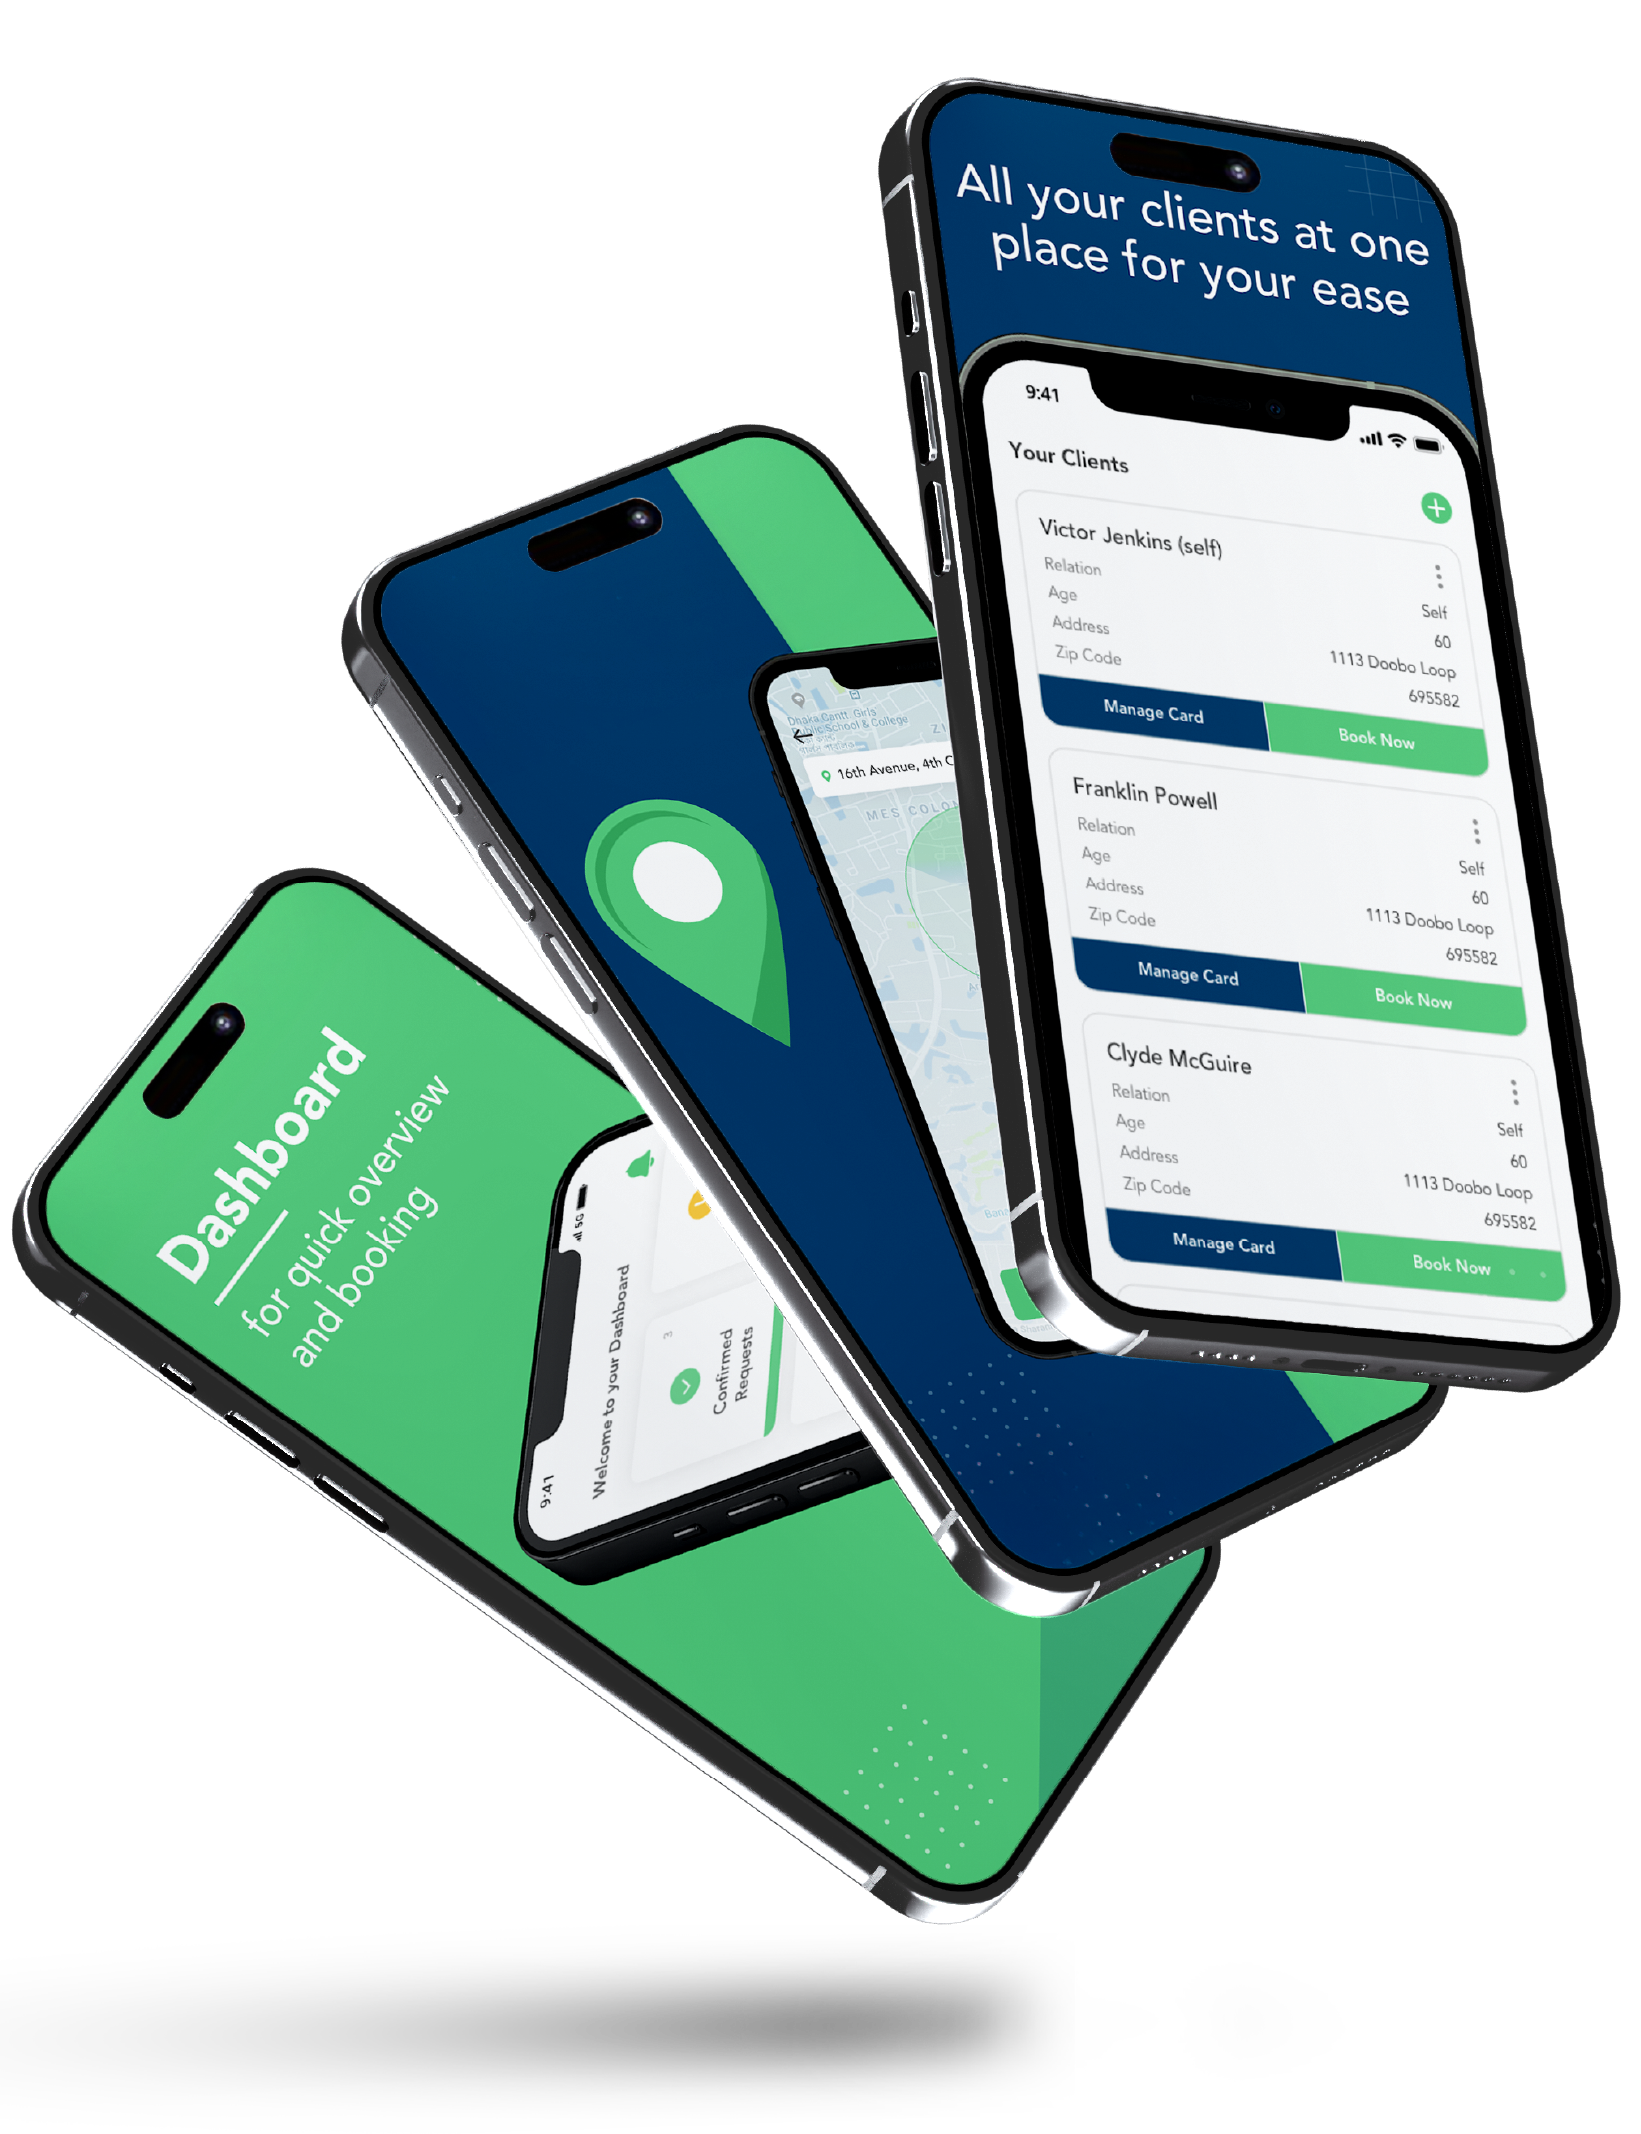 All your clients at one
place for your ease
9:41
Your Clients
Victor Jenkins (self)
Relation
Self
Age
60
Address
1113 Doobo Loop
Zip Code
695582
Manage Card
Book Now
Franklin Powell
Relation
Self
Age
60
Address
1113 Doobo Loop
Zip Code
695582
Manage Card
Book Now
Clyde McGuire
Relation
Self
Age
60
Address
1113 Doobo Loop
Zip Code
695582
Manage Card
Book Now
Dhaka Cantt. Girls
Public School & College
16th Avenue, 4th C
MES COLON
Dashboard
for quick overview
and booking
9:41
5G
Welcome to your Dashboard
3
Confirmed
Requests